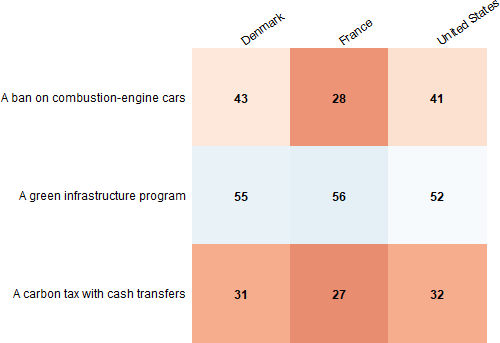 Denmark France United States
A ban on combustion-engine cars 43 28 41
A green infrastructure program 55 56 52
A carbon tax with cash transfers 31 27 32